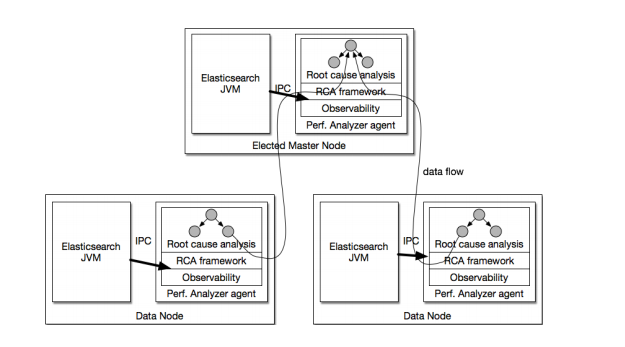 Elasticsearch
JVM
IPC
Root cause analysis
RCA framework
Observability
Perf. Analyzer agent
Elected Master Node
data flow
Elasticsearch
JVM
IPC
Root cause analysis
RCA framework
Observability
Perf. Analyzer agent
Data Node
Elasticsearch
JVM
IPC
Root cause analysis
RCA framework
Observability
Perf. Analyzer agent
Data Node